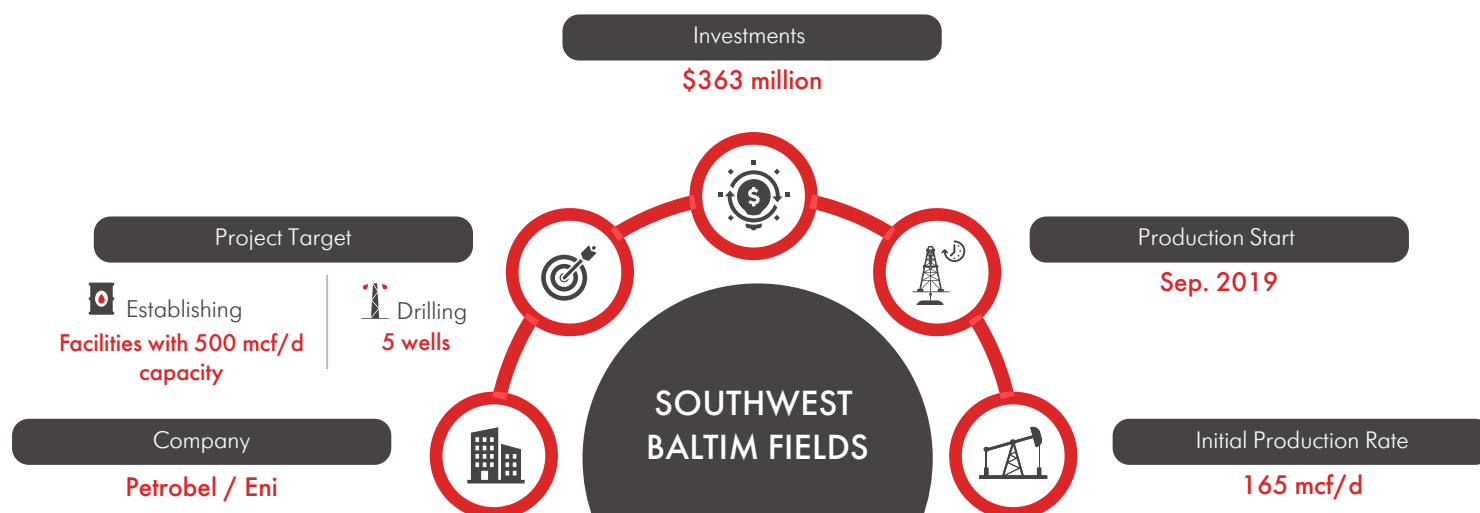 Investments
$363 million
$
Project Target
Establishing
Facilities with 500 mcf/d
capacity
Drilling
5 wells
Production Start
Sep. 2019
Company
Petrobel / Eni
SOUTHWEST
BALTIM FIELDS
Initial Production Rate
165 mcf/d